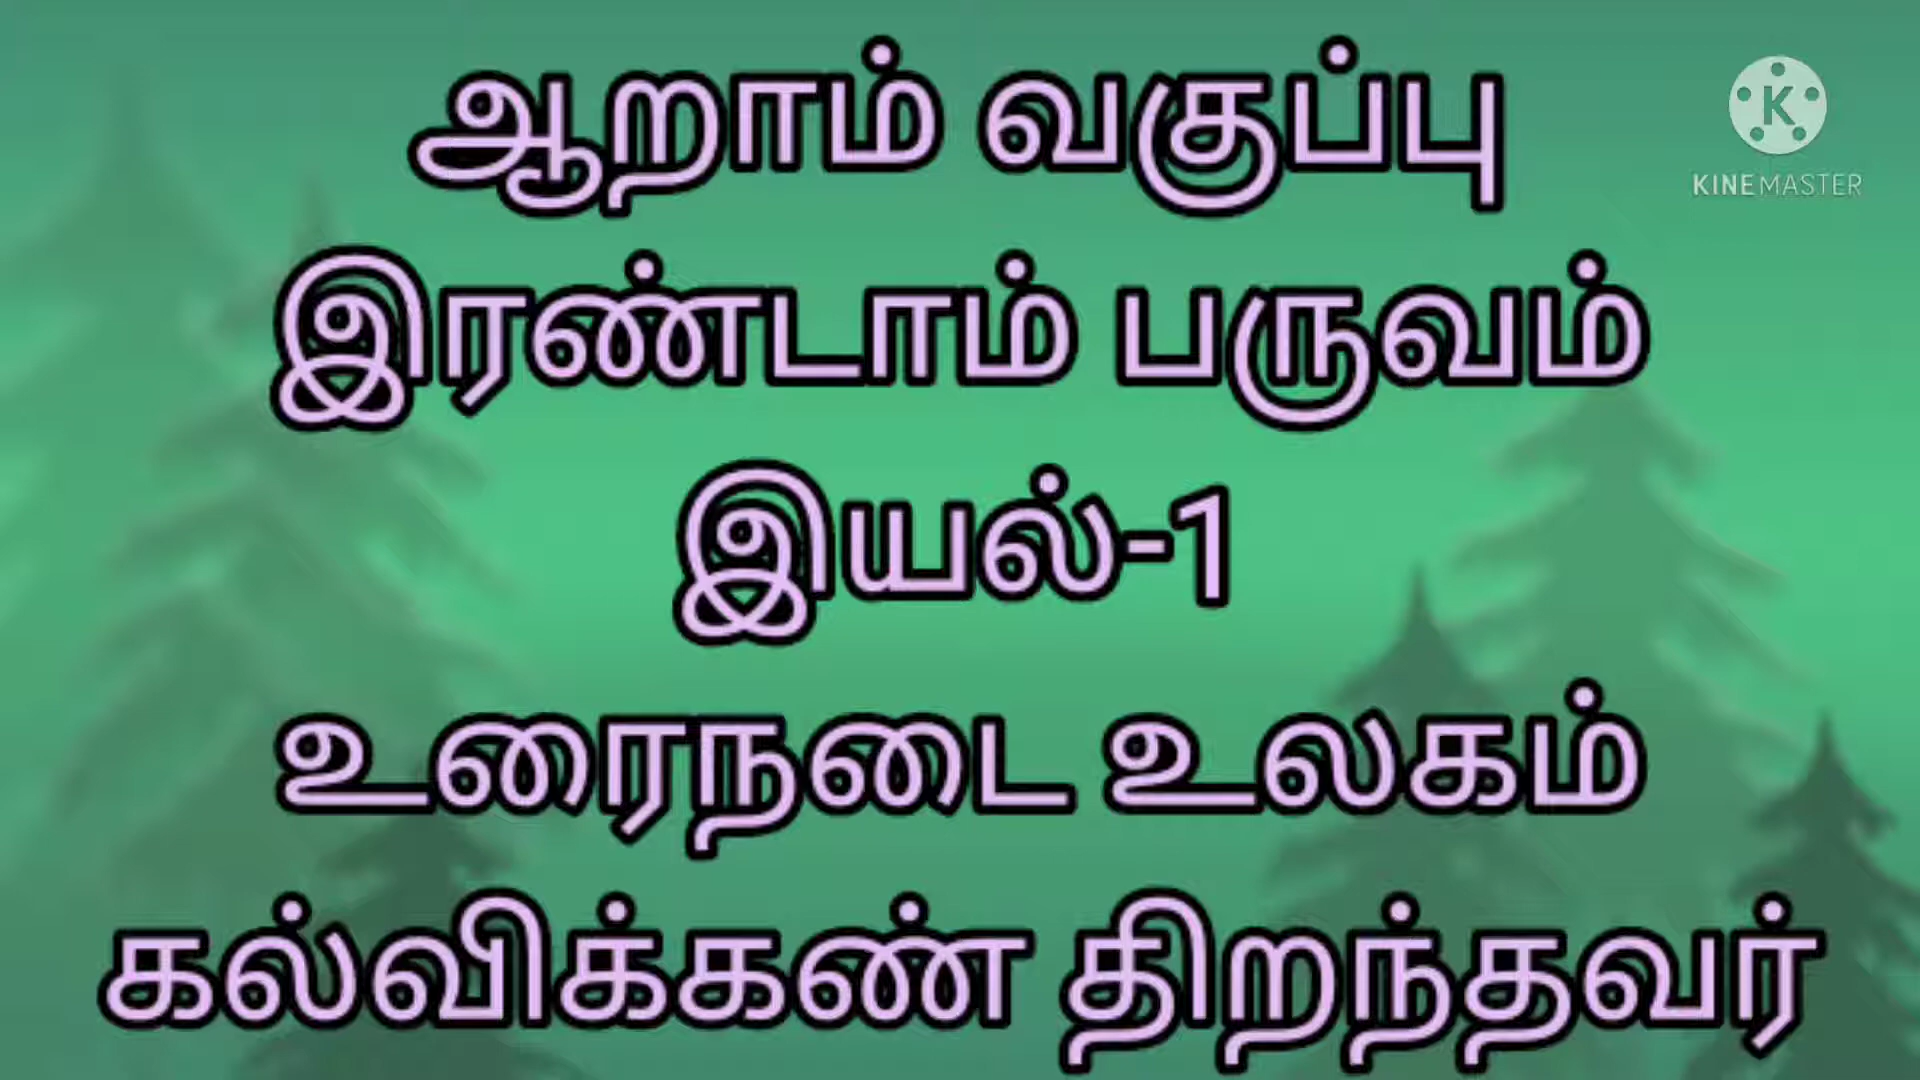 ஆறாம் வகுப்பு
இரண்டாம் பருவம்
இயல்-1
உரைநடை உலகம்
கல்விக்கண் திறந்தவர்
K
KINEMASTER